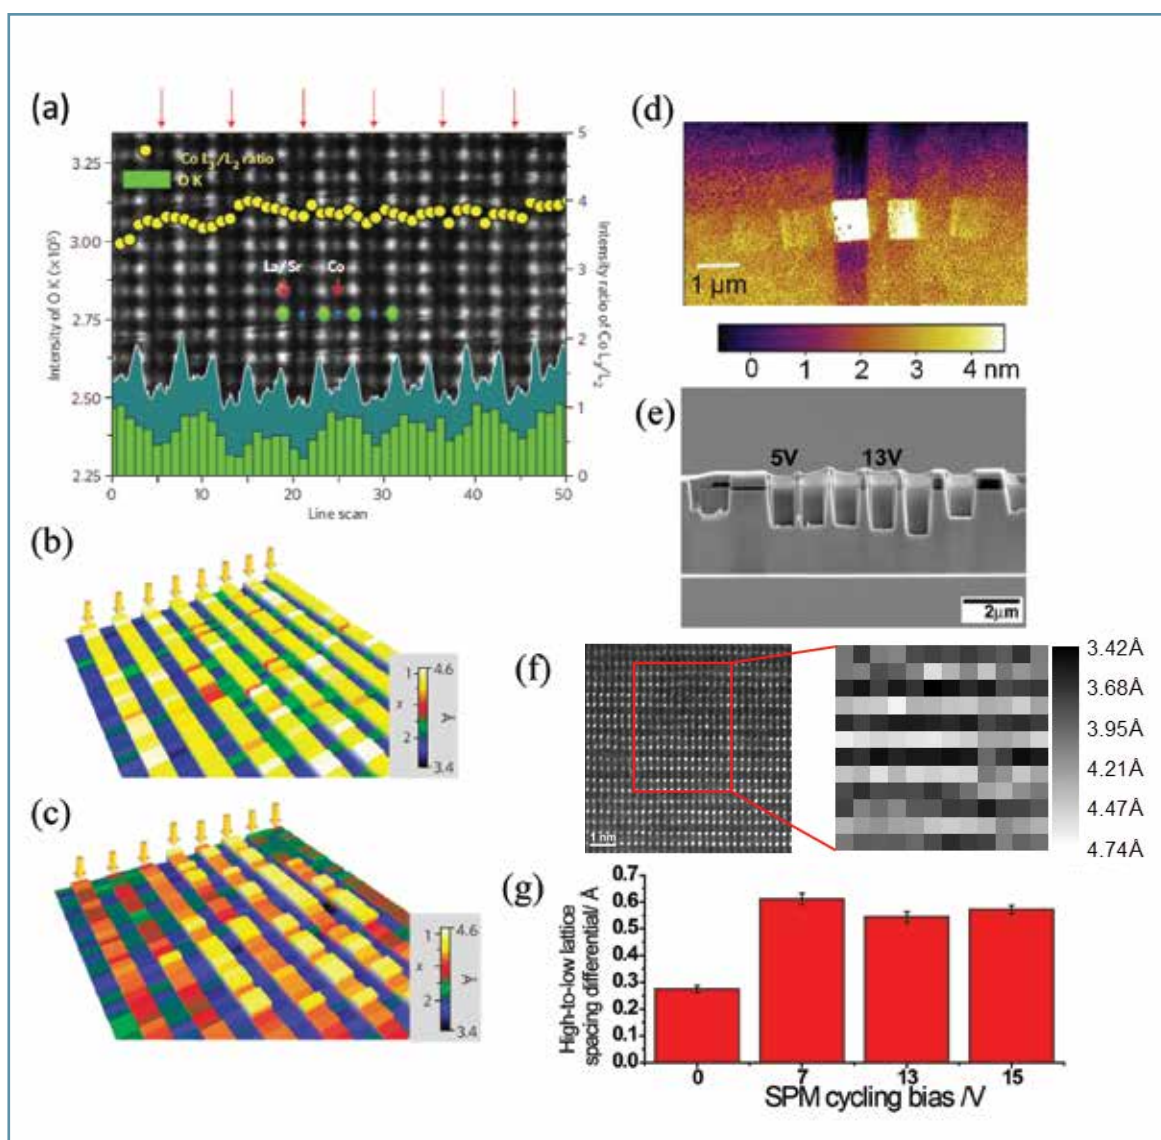 (a)
Co L3/L2 ratio
O K
La/Sr
Co
3.25
3.00
2.75
2.50
2.25
Intensity of O K (×10⁵)
5
4
3
2
1
0
Intensity ratio of Co L3/L2
0
10
20
30
40
50
Line scan
(b)
1
x
2
4.6
Å
3.4
(c)
1
x
2
4.6
Å
3.4
(d)
1 µm
0 1 2 3 4 nm
(e)
5V 13V
2µm
(f)
1 nm
3.42Å
3.68Å
3.95Å
4.21Å
4.47Å
4.74Å
(g)
High-to-low lattice
spacing differential/ Å
0.7
0.6
0.5
0.4
0.3
0.2
0.1
0.0
0 7 13 15
SPM cycling bias /V